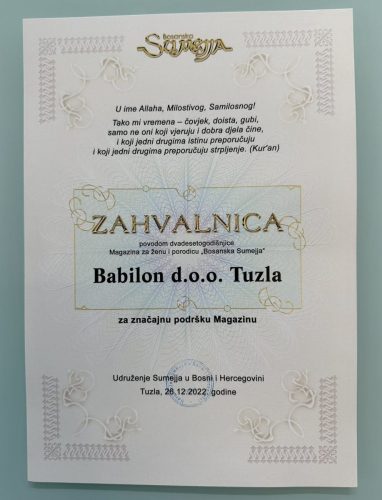 Bosanska
Sumejja
U ime Allaha, Milostivog, Samilosnog!
Tako mi vremena – čovjek, doista, gubi,
samo ne oni koji vjeruju i dobra djela čine,
i koji jedni drugima istinu preporučuju
i koji jedni drugima preporučuju strpljenje. (Kur'an)
ZAHVALNICA
povodom dvadesetogodišnjice
Magazina za ženu i porodicu „Bosanska Sumejja"
Babilon d.o.o. Tuzla
za značajnu podršku Magazinu
Udruženje Sumejja u Bosni i Hercegovini
Tuzla, 26.12.2022. godine